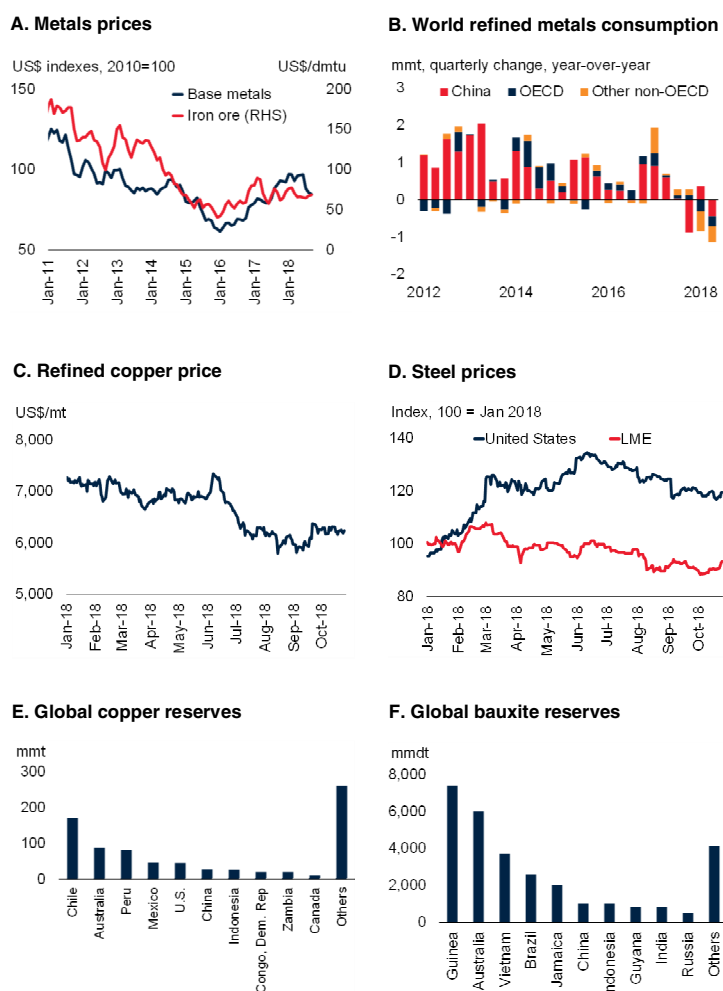 A. Metals prices
US$ indexes, 2010=100
US$/dmtu
Base metals
Iron ore (RHS)
150
100
50
200
150
100
50
0
Jan-11
Jan-12
Jan-13
Jan-14
Jan-15
Jan-16
Jan-17
Jan-18
B. World refined metals consumption
mmt, quarterly change, year-over-year
China
OECD
Other non-OECD
3
2
1
0
-1
-2
2012
2014
2016
2018
C. Refined copper price
US$/mt
8,000
7,000
6,000
5,000
Jan-18
Feb-18
Mar-18
Apr-18
May-18
Jun-18
Jul-18
Aug-18
Sep-18
Oct-18
D. Steel prices
Index, 100 = Jan 2018
United States
LME
140
120
100
80
Jan-18
Feb-18
Mar-18
Apr-18
May-18
Jun-18
Jul-18
Aug-18
Sep-18
Oct-18
E. Global copper reserves
mmt
300
200
100
0
Chile
Australia
Peru
Mexico
U.S.
China
Indonesia
Congo, Dem. Rep
Zambia
Canada
Others
F. Global bauxite reserves
mmdt
8,000
6,000
4,000
2,000
0
Guinea
Australia
Vietnam
Brazil
Jamaica
China
Indonesia
Guyana
India
Russia
Others